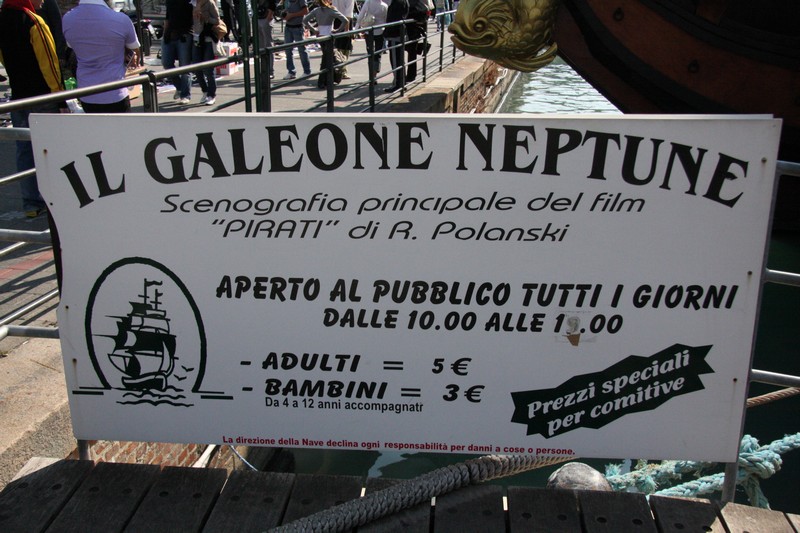 IL GALEONE NEPTUNE
Scenografia principale del film
"PIRATI" di R. Polanski
APERTO AL PUBBLICO TUTTI I GIORNI
DALLE 10.00 ALLE
- ADULTI = 5 €
- BAMBINI = 3 €
Da 4 a 12 anni accompagnati
Prezzi speciali
per comitive
La direzione della Nave declina ogni responsabilità per danni a cose o persone.